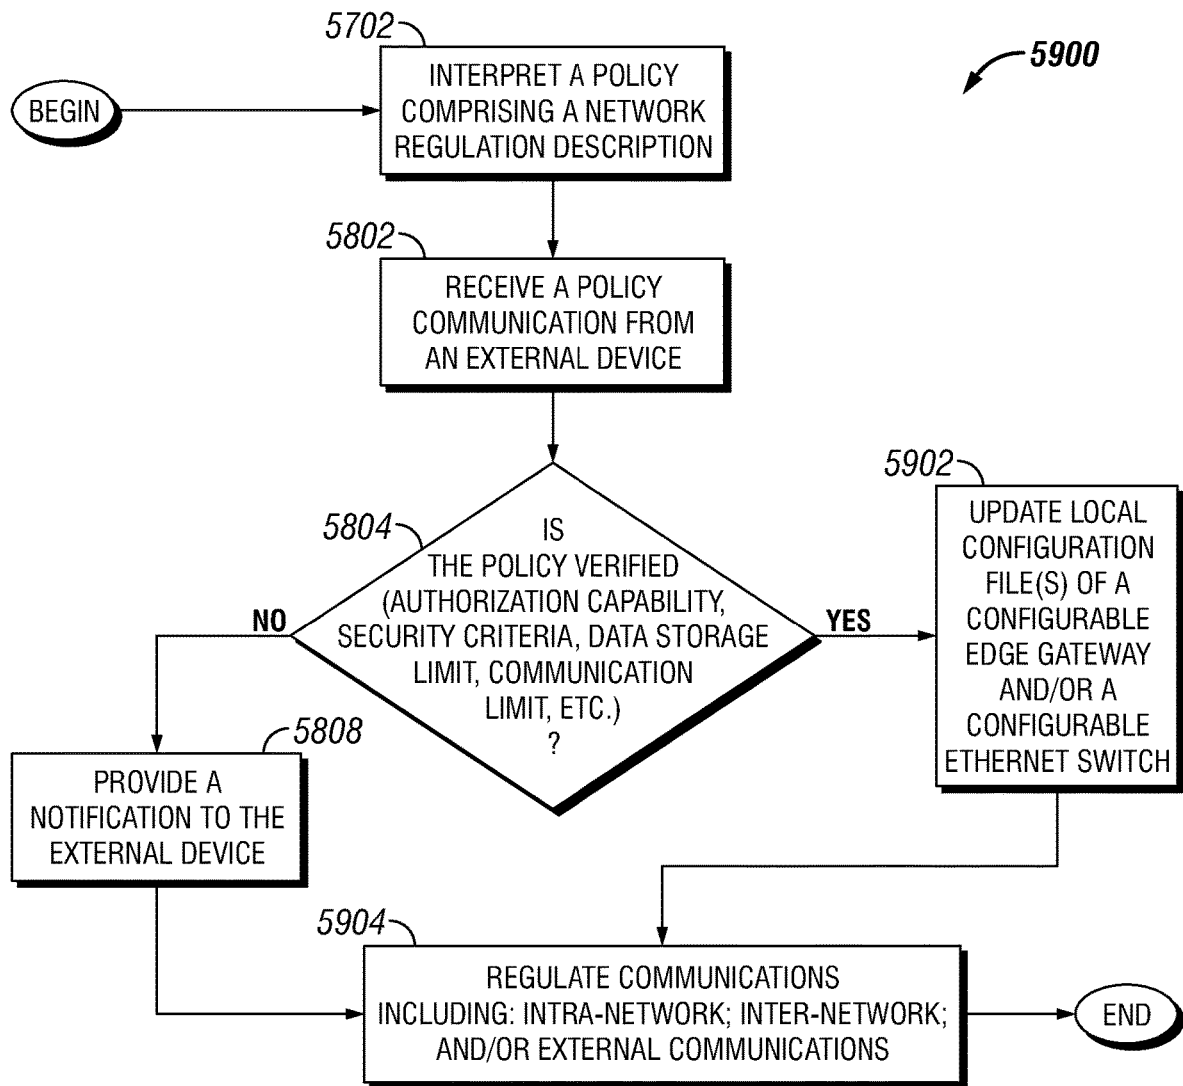 5702
5900
BEGIN
INTERPRET A POLICY
COMPRISING A NETWORK
REGULATION DESCRIPTION
5802
RECEIVE A POLICY
COMMUNICATION FROM
AN EXTERNAL DEVICE
5804
IS
THE POLICY VERIFIED
(AUTHORIZATION CAPABILITY,
SECURITY CRITERIA, DATA STORAGE
LIMIT, COMMUNICATION
LIMIT, ETC.)
?
NO
YES
5902
UPDATE LOCAL
CONFIGURATION
FILE(S) OF A
CONFIGURABLE
EDGE GATEWAY
AND/OR A
CONFIGURABLE
ETHERNET SWITCH
5808
PROVIDE A
NOTIFICATION TO THE
EXTERNAL DEVICE
5904
REGULATE COMMUNICATIONS
INCLUDING: INTRA-NETWORK; INTER-NETWORK;
AND/OR EXTERNAL COMMUNICATIONS
END